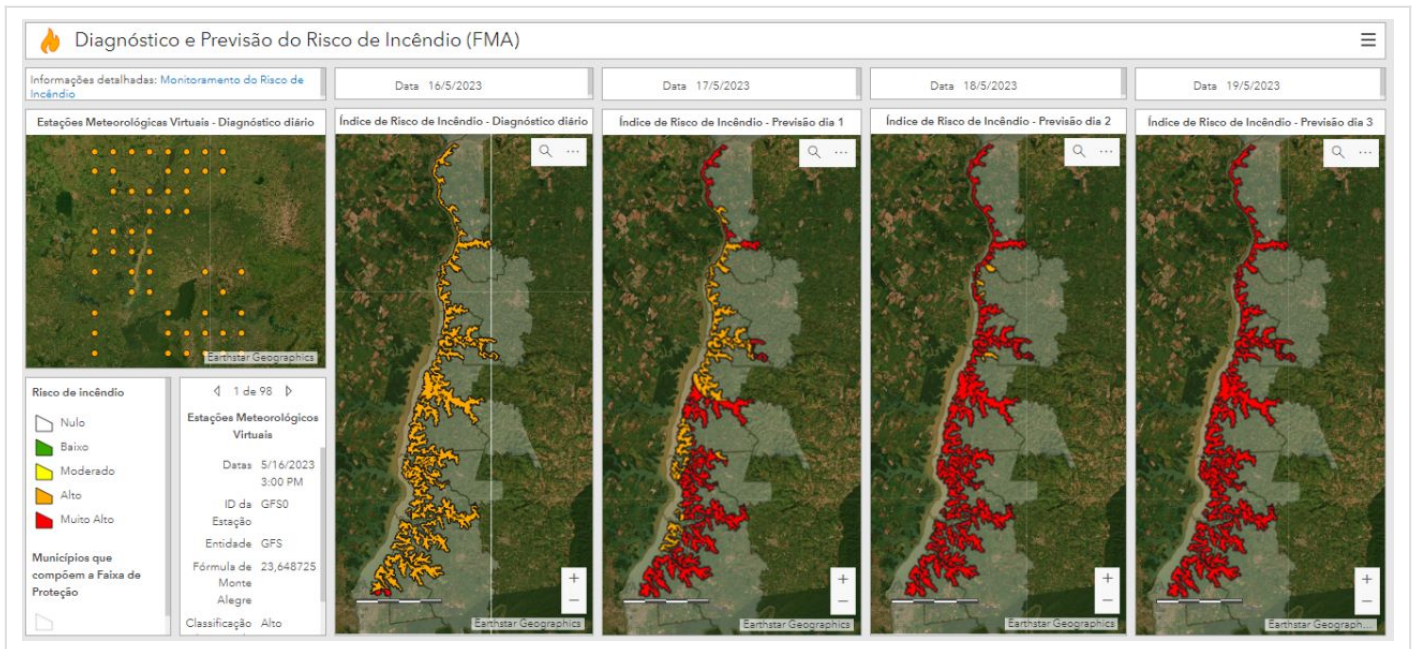 Diagnóstico e Previsão do Risco de Incêndio (FMA)
Informações detalhadas: Monitoramento do Risco de
Incêndio
Data 16/5/2023
Data 17/5/2023
Data 18/5/2023
Data 19/5/2023
Estações Meteorológicas Virtuais - Diagnóstico diário
Índice de Risco de Incêndio - Diagnóstico diário
Índice de Risco de Incêndio - Previsão dia 1
Índice de Risco de Incêndio - Previsão dia 2
Índice de Risco de Incêndio - Previsão dia 3
Earthstar Geographics
Risco de incêndio
Nulo
Baixo
Moderado
Alto
Muito Alto
Municípios que
compõem a Faixa de
Proteção
1 de 98
Estações Meteorológicos
Virtuais
Datas 5/16/2023
3:00 PM
ID da GFS0
Estação
Entidade GFS
Fórmula de 23,648725
Monte
Alegre
Classificação Alto
Earthstar Geographics
Earthstar Geographics
Earthstar Geographics
Earthstar Geograph...